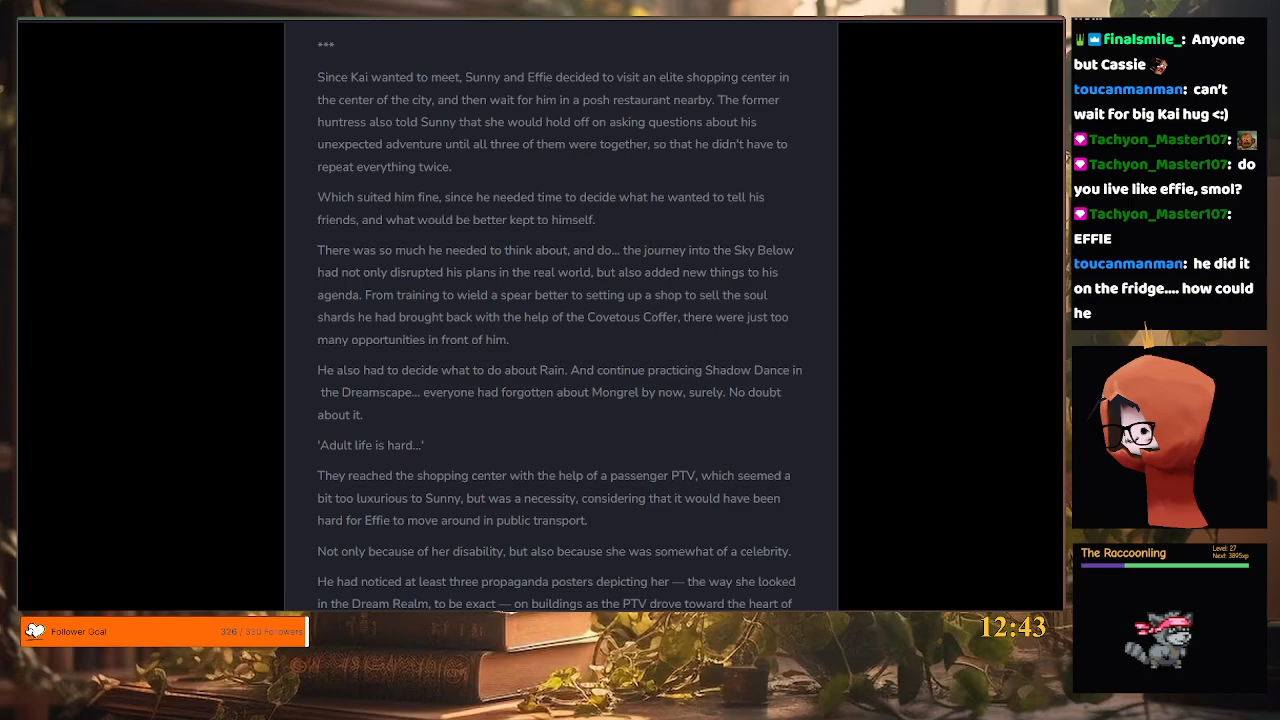 ***
Since Kai wanted to meet, Sunny and Effie decided to visit an elite shopping center in
the center of the city, and then wait for him in a posh restaurant nearby. The former
huntress also told Sunny that she would hold off on asking questions about his
unexpected adventure until all three of them were together, so that he didn't have to
repeat everything twice.
Which suited him fine, since he needed time to decide what he wanted to tell his
friends, and what would be better kept to himself.
There was so much he needed to think about, and do... the journey into the Sky Below
had not only disrupted his plans in the real world, but also added new things to his
agenda. From training to wield a spear better to setting up a shop to sell the soul
shards he had brought back with the help of the Covetous Coffer, there were just too
many opportunities in front of him.
He also had to decide what to do about Rain. And continue practicing Shadow Dance in
the Dreamscape... everyone had forgotten about Mongrel by now, surely. No doubt
about it.
'Adult life is hard...'
They reached the shopping center with the help of a passenger PTV, which seemed a
bit too luxurious to Sunny, but was a necessity, considering that it would have been
hard for Effie to move around in public transport.
Not only because of her disability, but also because she was somewhat of a celebrity.
He had noticed at least three propaganda posters depicting her — the way she looked
in the Dream Realm, to be exact — on buildings as the PTV drove toward the heart of
finalsmile_: Anyone
but Cassie
toucanmanman: can't
wait for big Kai hug <:)
Tachyon_Master107:
Tachyon_Master107: do
you live like effie, smol?
Tachyon_Master107:
EFFIE
toucanmanman: he did it
on the fridge.... how could
he
The Raccoonling
Level: 27
Next: 3895xp
Follower Goal
326 / 330 Followers
12:43